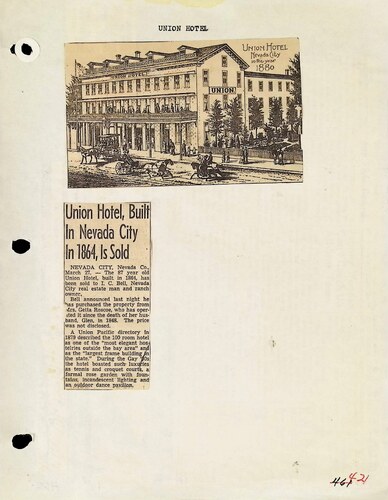 UNION HOTEL
UNION HOTEL
Nevada City
in the year
1880
UNION HOTEL
UNION
Union Hotel, Built
In Nevada City
In 1864, Is Sold
NEVADA CITY, Nevada Co.,
March 27. — The 87 year old
Union Hotel, built in 1864, has
been sold to I. C. Bell, Nevada
City real estate man and ranch
owner.
Bell announced last night he
has purchased the property from
Mrs. Getta Roscoe, who has oper-
ated it since the death of her hus-
band, Glen, in 1948. The price
was not disclosed.
A Union Pacific directory in
1879 described the 100 room hotel
as one of the "most elegant hos-
telries outside the bay area" and
as the "largest frame building in
the state." During the Gay 90s
the hotel boasted such luxuries
as tennis and croquet courts, a
formal rose garden with foun-
tains, incandescent lighting and
an outdoor dance pavilion.
421